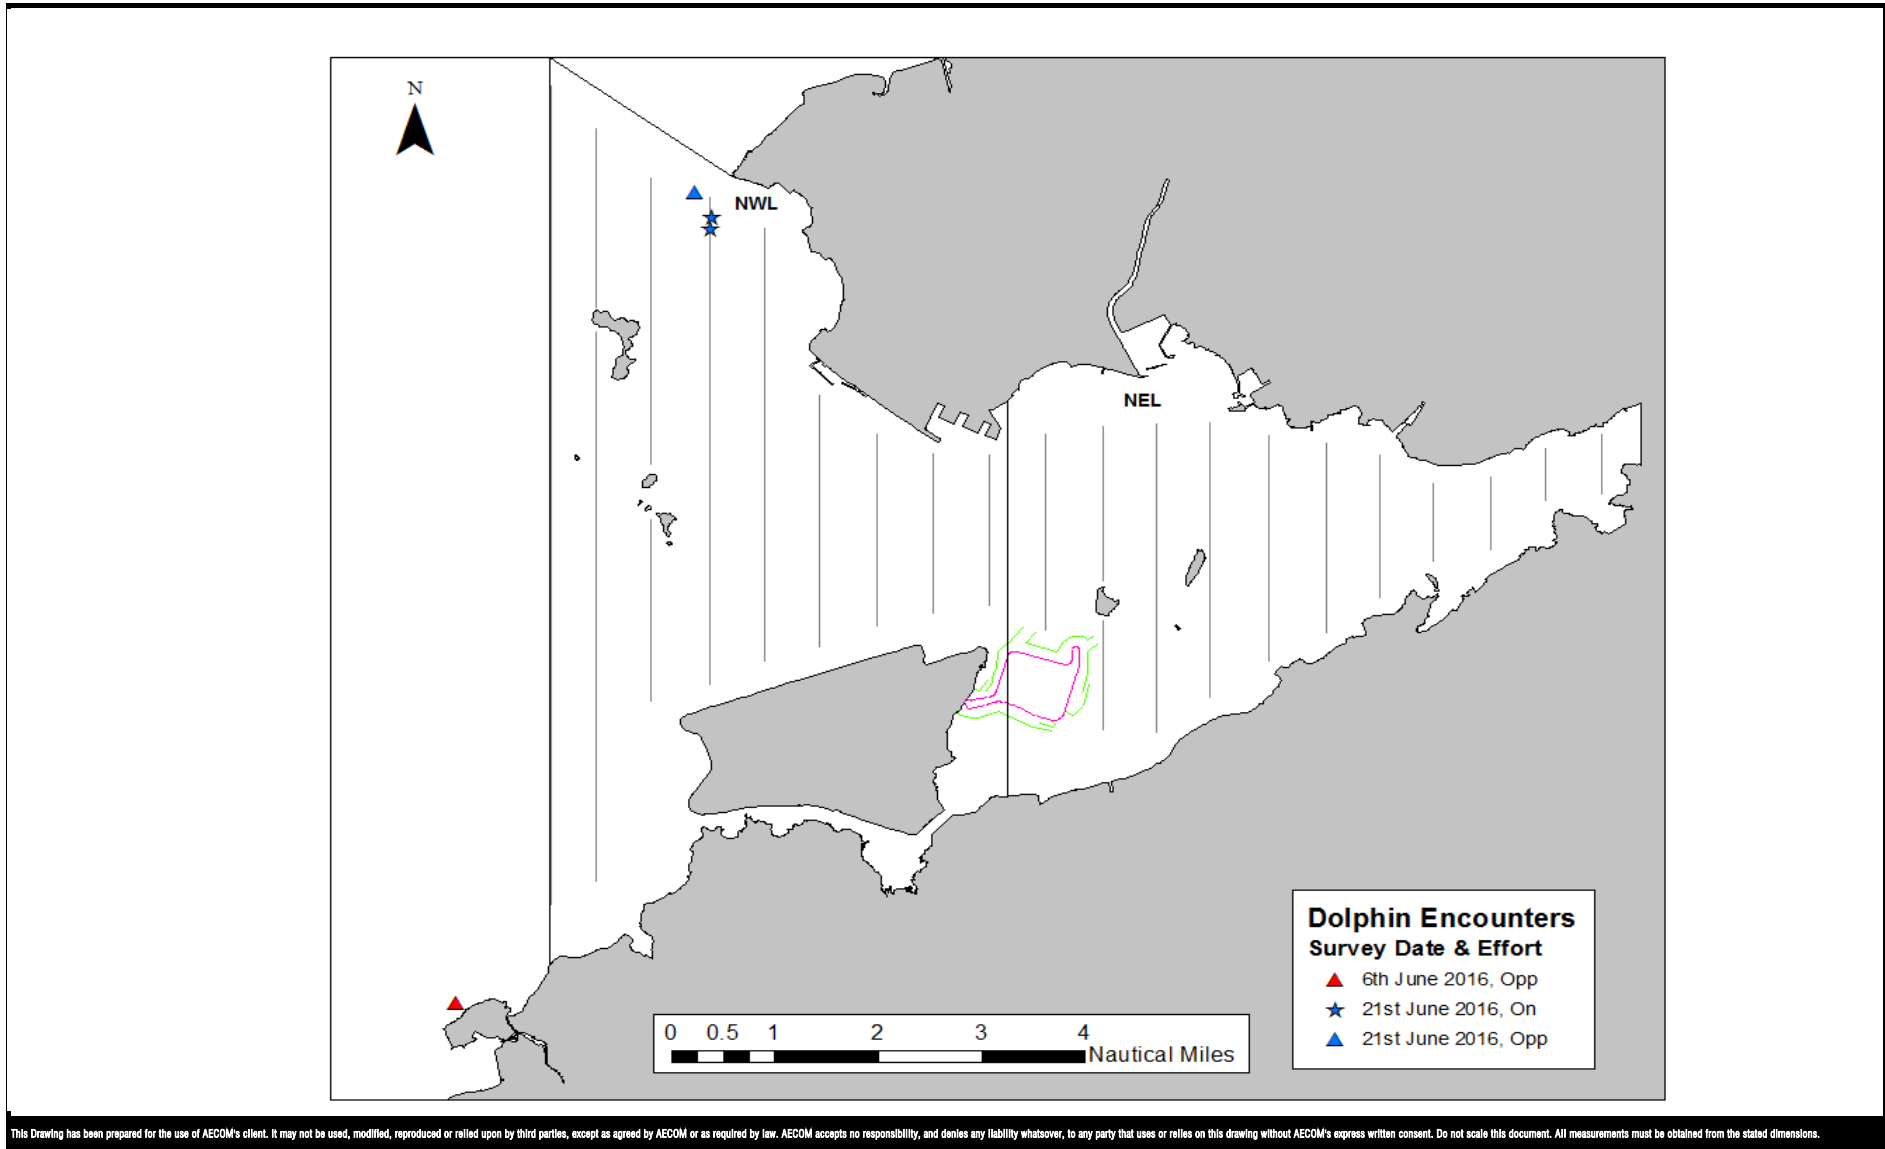 N
NWL
NEL
Dolphin Encounters
Survey Date & Effort
6th June 2016, Opp
21st June 2016, On
21st June 2016, Opp
0 0.5 1 2 3 4
Nautical Miles
This Drawing has been prepared for the use of AECOM's client. It may not be used, modified, reproduced or relied upon by third parties, except as agreed by AECOM or as required by law. AECOM accepts no responsibility, and denies any liability whatsover, to any party that uses or relies on this drawing without AECOM's express written consent. Do not scale this document. All measurements must be obtained from the stated dimensions.